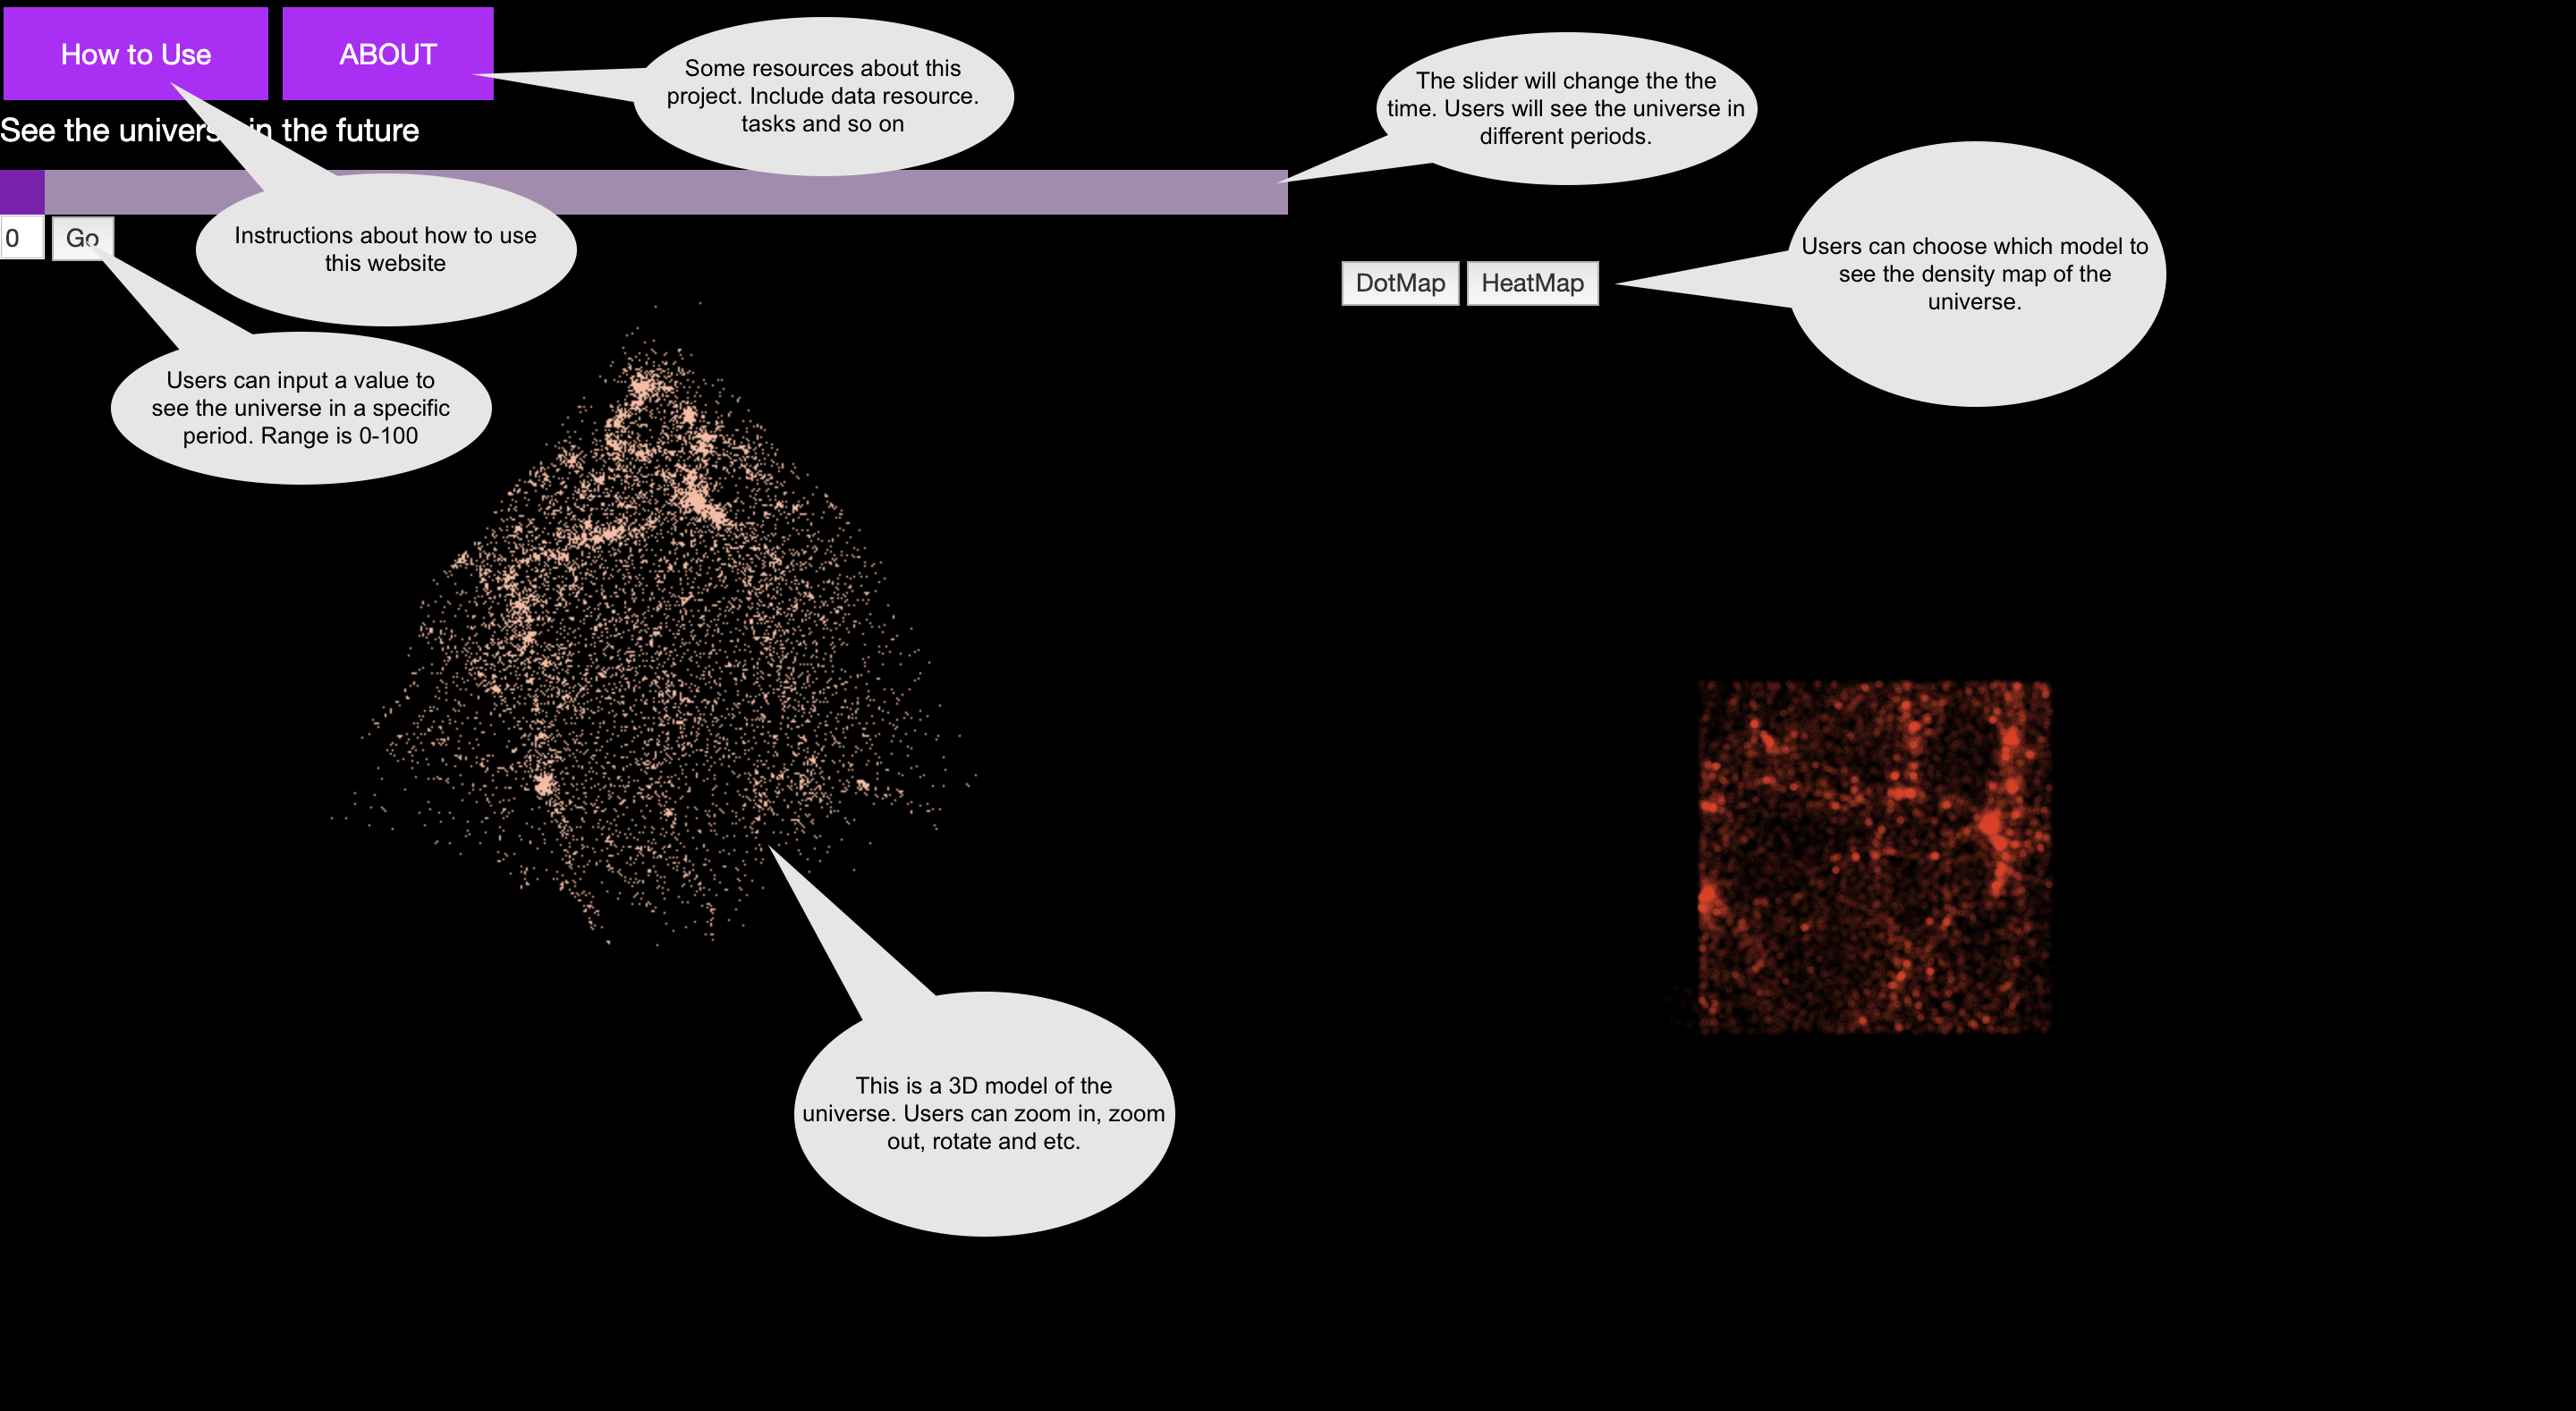 How to Use
ABOUT
Some resources about this
project. Include data resource.
tasks and so on
The slider will change the the
time. Users will see the universe in
different periods.
See the universe in the future
Instructions about how to use
this website
0
Go
Users can choose which model to
see the density map of the
universe.
DotMap
HeatMap
Users can input a value to
see the universe in a specific
period. Range is 0-100
This is a 3D model of the
universe. Users can zoom in, zoom
out, rotate and etc.